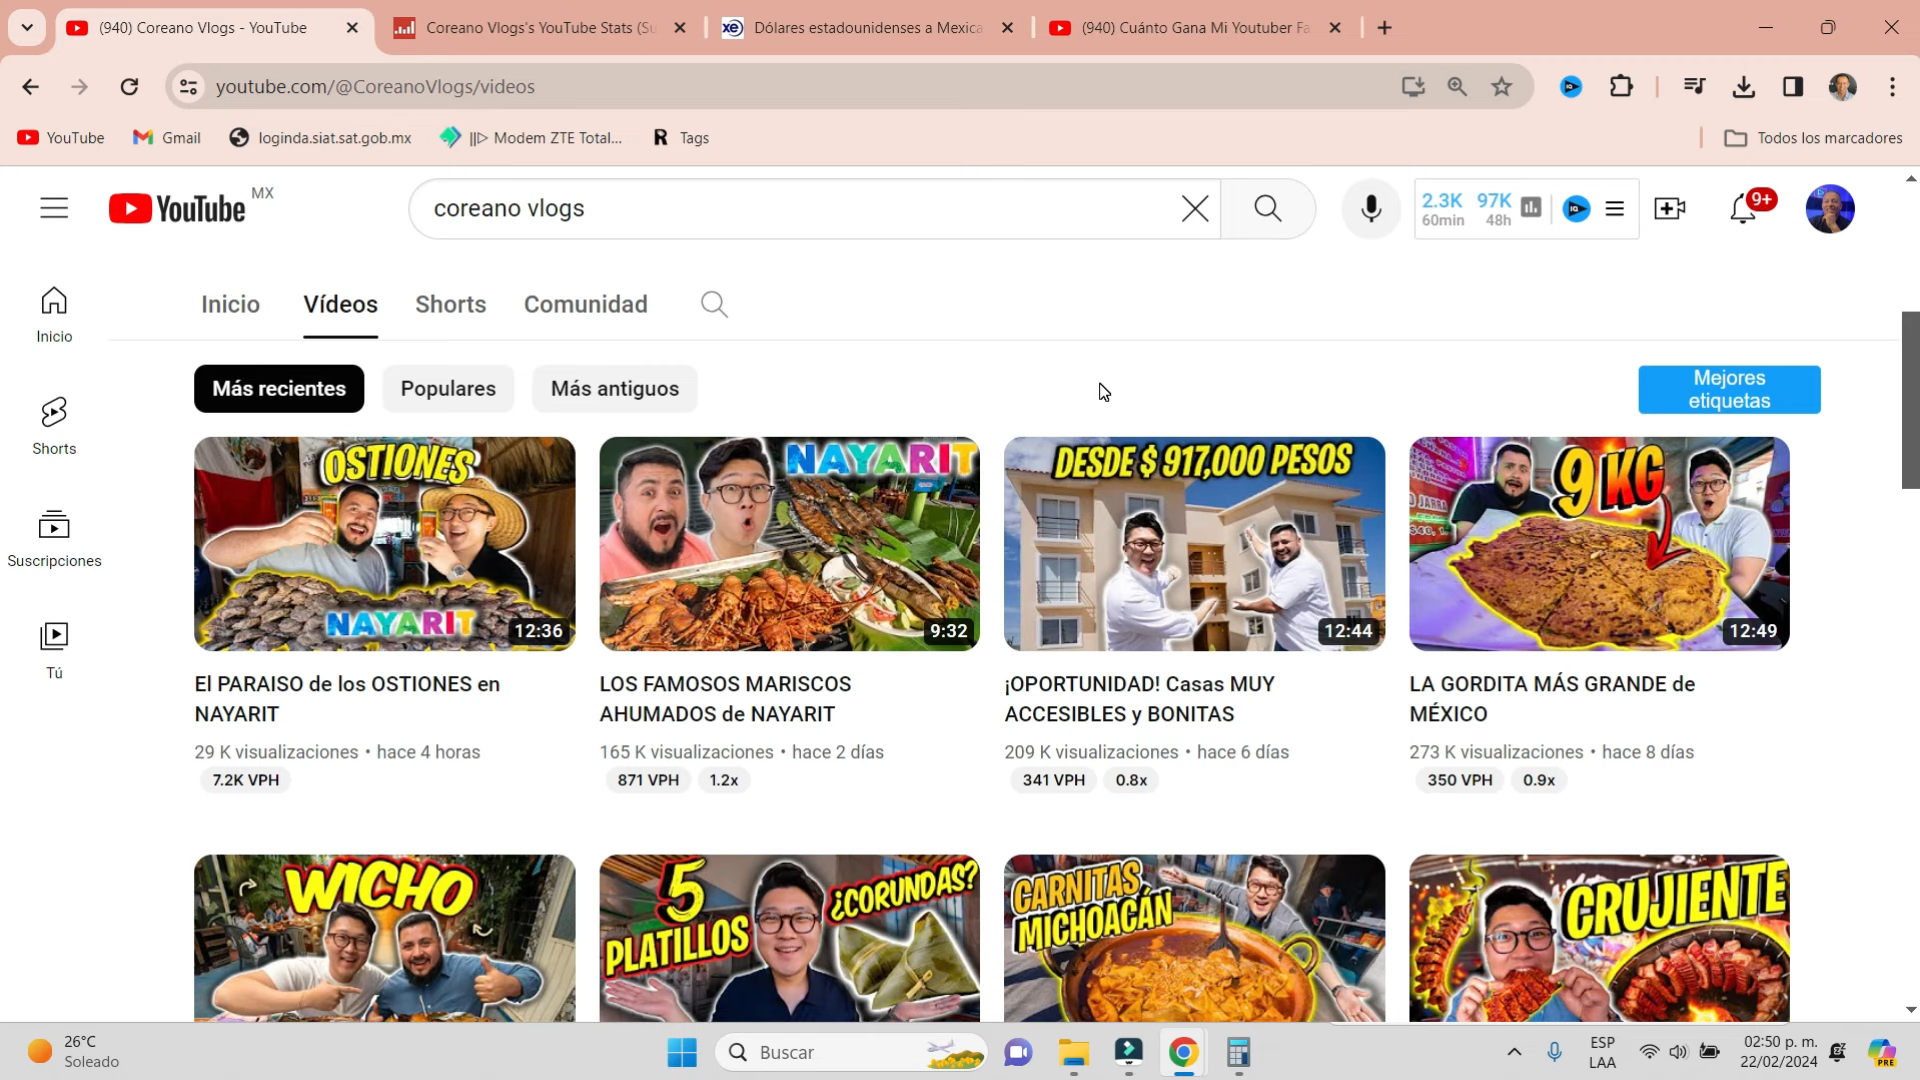 (940) Coreano Vlogs - YouTube
Coreano Vlogs's YouTube Stats (Su
Dólares estadounidenses a Mexica
(940) Cuánto Gana Mi Youtuber Fa
youtube.com/@CoreanoVlogs/videos
YouTube
Gmail
loginda.siat.sat.gob.mx
||▷ Modem ZTE Total...
R Tags
Todos los marcadores
YouTube MX
coreano vlogs
2.3K 97K
60min 48h
9+
Inicio
Shorts
Suscripciones
Tú
Inicio Vídeos Shorts Comunidad
Más recientes Populares Más antiguos
Mejores
etiquetas
OSTIONES
NAYARIT
12:36
NAYARIT
9:32
DESDE $ 917,000 PESOS
12:44
9 KG
12:49
El PARAISO de los OSTIONES en
NAYARIT
29 K visualizaciones • hace 4 horas
7.2K VPH
LOS FAMOSOS MARISCOS
AHUMADOS de NAYARIT
165 K visualizaciones • hace 2 días
871 VPH 1.2x
¡OPORTUNIDAD! Casas MUY
ACCESIBLES y BONITAS
209 K visualizaciones • hace 6 días
341 VPH 0.8x
LA GORDITA MÁS GRANDE de
MÉXICO
273 K visualizaciones • hace 8 días
350 VPH 0.9x
WICHO
5
PLATILLOS
¿CORUNDAS?
CARNITAS
MICHOACÁN
CRUJIENTE
26°C
Soleado
Buscar
ESP
LAA
02:50 p. m.
22/02/2024
PRE